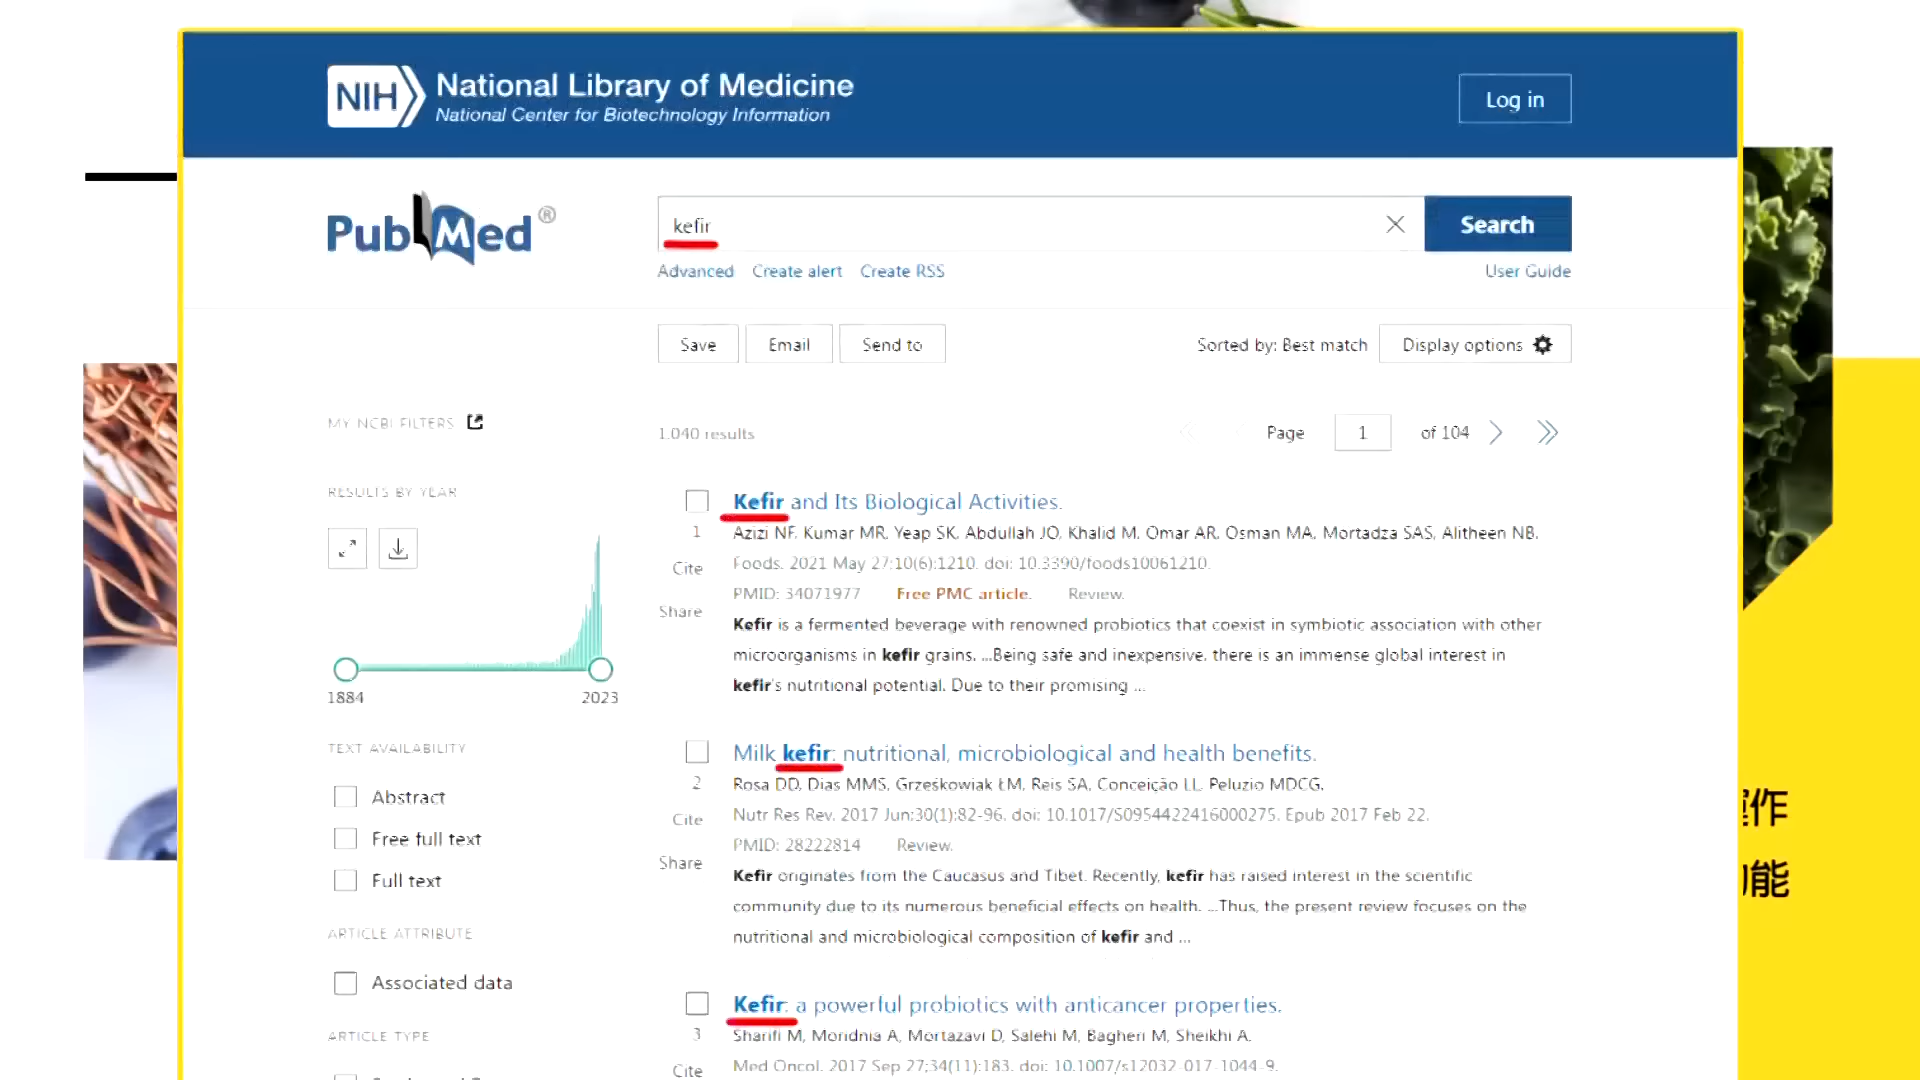 NIH National Library of Medicine
National Center for Biotechnology Information
Log in
PubMed®
kefir
Search
Advanced Create alert Create RSS
User Guide
Save Email Send to
Sorted by: Best match Display options
MY NCBI FILTERS
1.040 results
Page 1 of 104
RESULTS BY YEAR
1884 2023
TEXT AVAILABILITY
Abstract
Free full text
Full text
ARTICLE ATTRIBUTE
Associated data
ARTICLE TYPE
Kefir and Its Biological Activities.
1
Azizi NF, Kumar MR, Yeap SK, Abdullah JO, Khalid M, Omar AR, Osman MA, Mortadza SAS, Alitheen NB.
Cite
Foods. 2021 May 27;10(6):1210. doi: 10.3390/foods10061210.
PMID: 34071977 Free PMC article. Review.
Share
Kefir is a fermented beverage with renowned probiotics that coexist in symbiotic association with other
microorganisms in kefir grains. ...Being safe and inexpensive, there is an immense global interest in
kefir's nutritional potential. Due to their promising ...
Milk kefir: nutritional, microbiological and health benefits.
2
Rosa DD, Dias MMS, Grześkowiak ŁM, Reis SA, Conceição LL, Peluzio MDCG.
Cite
Nutr Res Rev. 2017 Jun;30(1):82-96. doi: 10.1017/S0954422416000275. Epub 2017 Feb 22.
PMID: 28222814 Review.
Share
Kefir originates from the Caucasus and Tibet. Recently, kefir has raised interest in the scientific
community due to its numerous beneficial effects on health. ...Thus, the present review focuses on the
nutritional and microbiological composition of kefir and ...
Kefir: a powerful probiotics with anticancer properties.
3
Sharifi M, Moridnia A, Mortazavi D, Salehi M, Bagheri M, Sheikhi A.
Cite
Med Oncol. 2017 Sep 27;34(11):183. doi: 10.1007/s12032-017-1044-9.
作
能